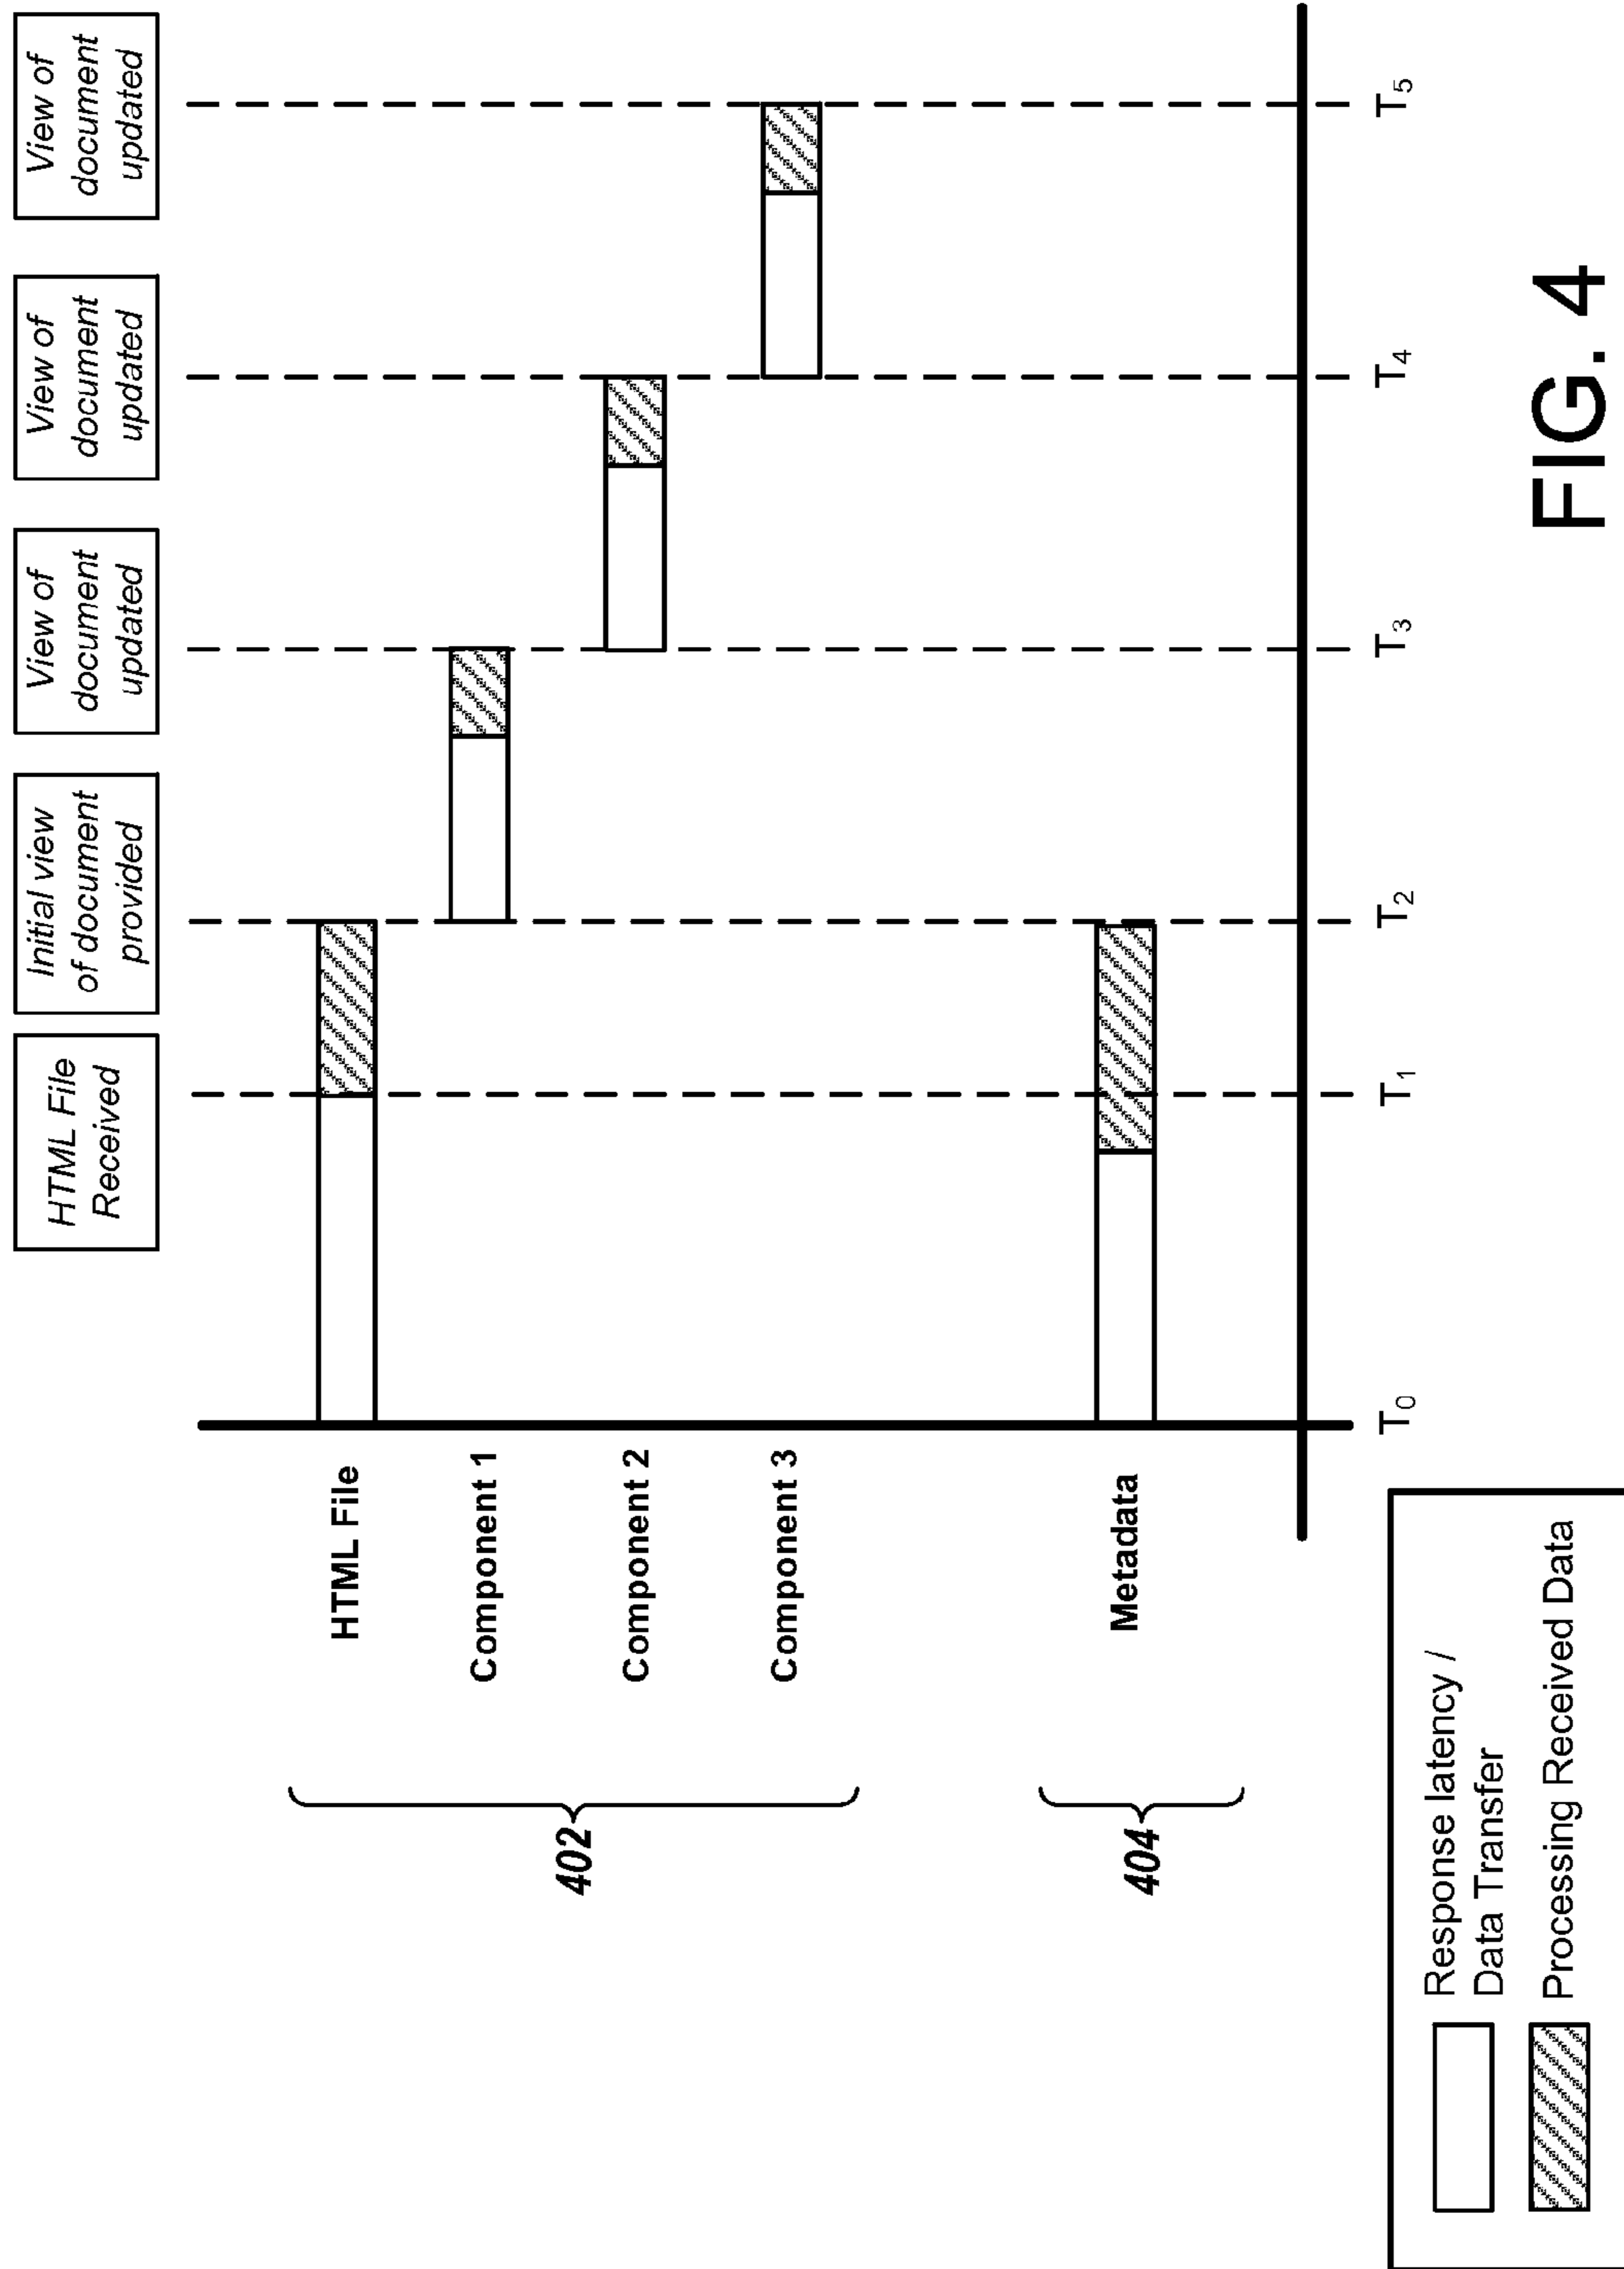 HTML File
Received
Initial view
of document
provided
View of
document
updated
View of
document
updated
View of
document
updated
402
HTML File
Component 1
Component 2
Component 3
404
Metadata
T0
T1
T2
T3
T4
T5
Response latency /
Data Transfer
Processing Received Data
FIG. 4